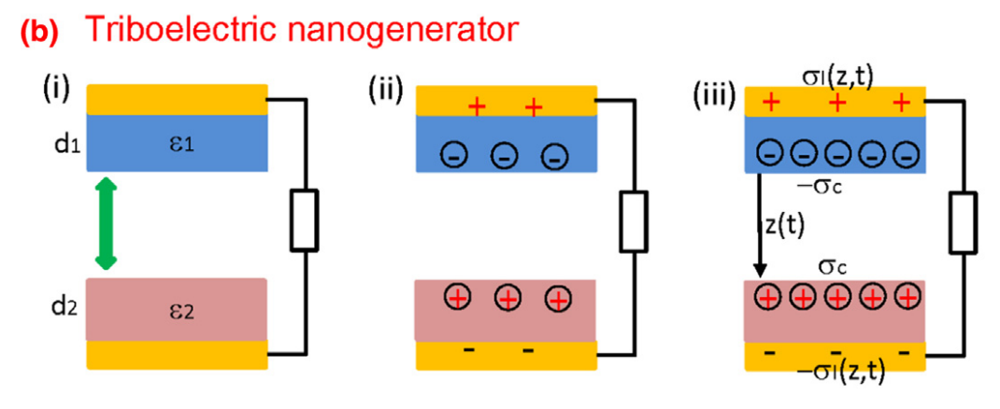 (b) Triboelectric nanogenerator
(i)
d1
ε1
d2
ε2
(ii)
+ +
- - -
+ + +
- -
(iii)
σI(z,t)
+ + +
- - - - -
−σc
z(t)
σc
+ + + + +
- - -
−σI(z,t)